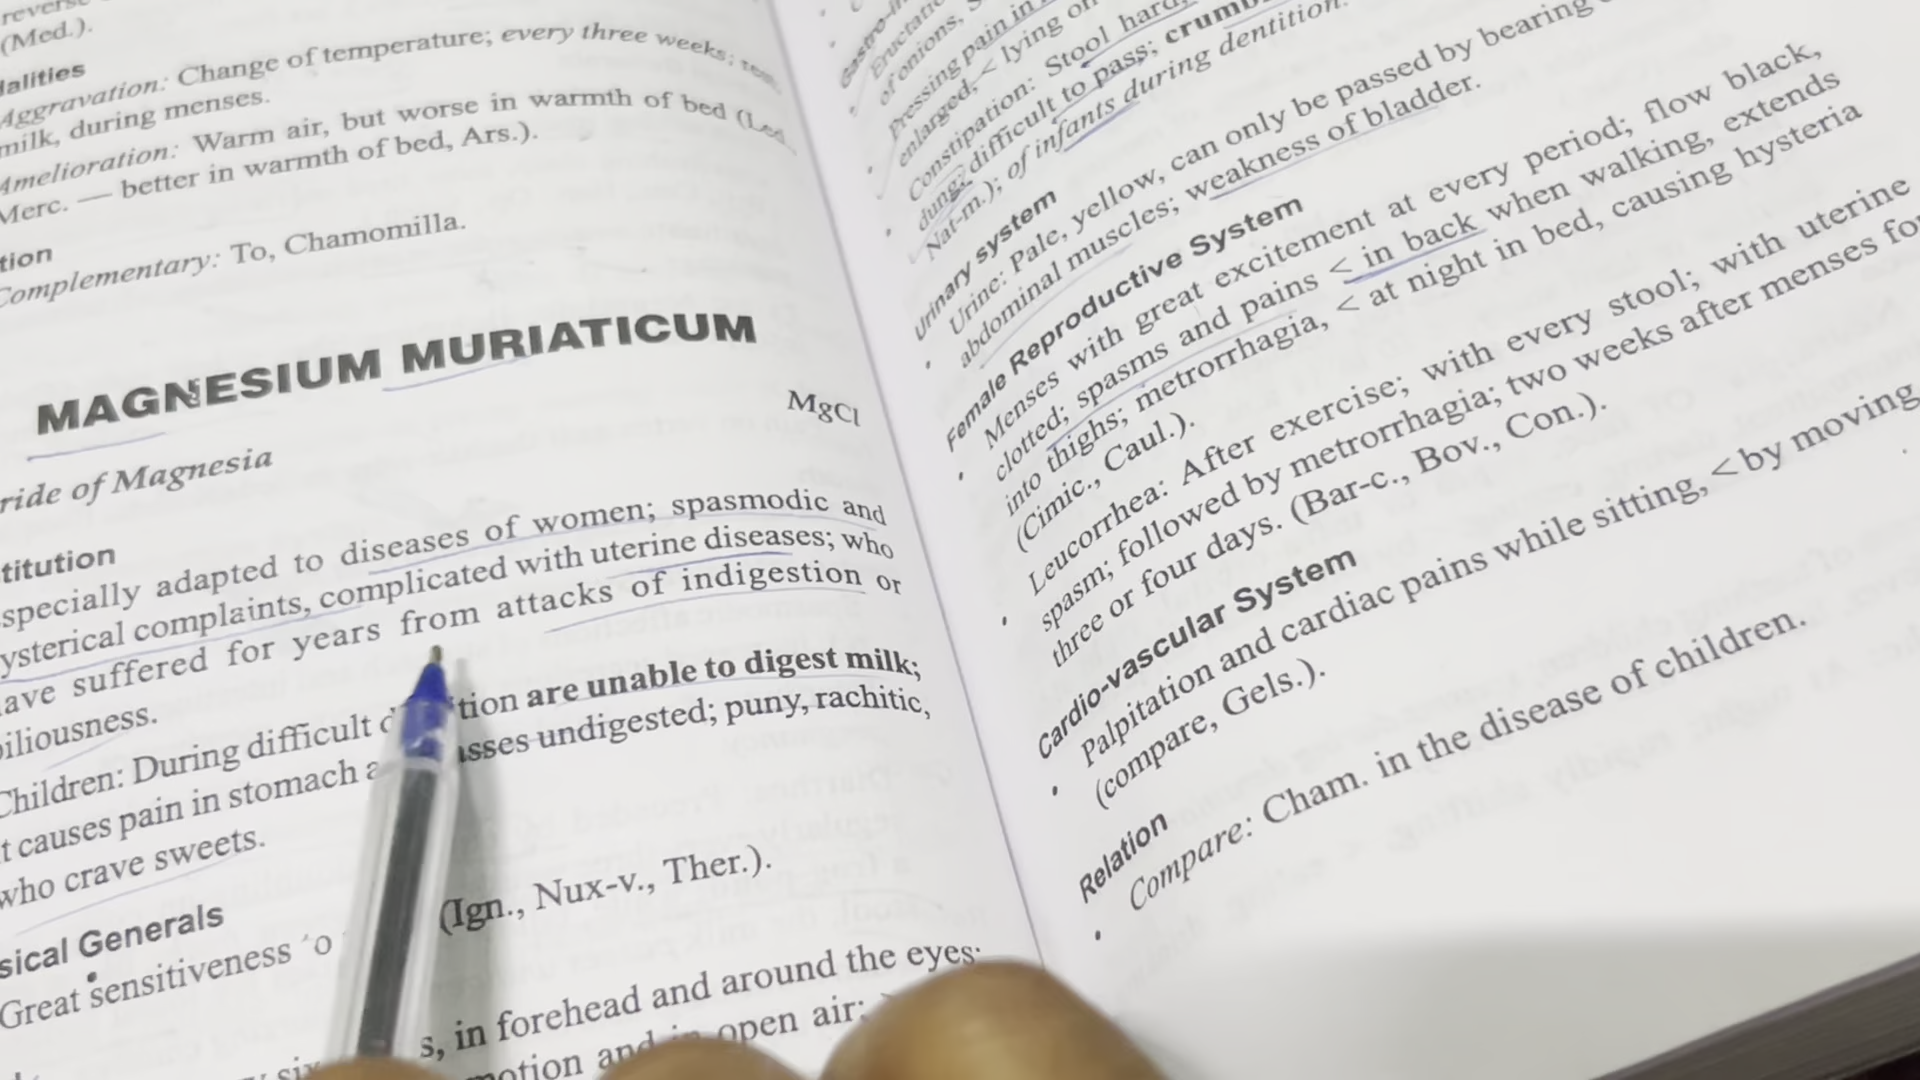 (Med.).
Aggravation: Change of temperature; every three weeks;
milk, during menses.
Amelioration: Warm air, but worse in warmth of bed (Led
Merc. — better in warmth of bed, Ars.).
Complementary: To, Chamomilla.
MAGNESIUM MURIATICUM
MgCl
ride of Magnesia
titution
specially adapted to diseases of women; spasmodic and
ysterical complaints, complicated with uterine diseases; who
ave suffered for years from attacks of indigestion or
biliousness.
Children: During difficult d tion are unable to digest milk;
t causes pain in stomach a asses undigested; puny, rachitic,
who crave sweets.
sical Generals
Great sensitiveness
(Ign., Nux-v., Ther.).
s, in forehead and around the eyes;
otion and in open air;
of onions,
Pressing pain in
enlarged, < lying on
Constipation: Stool hard,
dung; difficult to pass; crumb
Nat-m.); of infants during dentition.
Urinary system
Urine: Pale, yellow, can only be passed by bearing
abdominal muscles; weakness of bladder.
Female Reproductive System
Menses with great excitement at every period; flow black,
clotted; spasms and pains < in back when walking, extends
into thighs; metrorrhagia, < at night in bed, causing hysteria
(Cimic., Caul.).
Leucorrhea: After exercise; with every stool; with uterine
spasm; followed by metrorrhagia; two weeks after menses for
three or four days. (Bar-c., Bov., Con.).
Cardio-vascular System
Palpitation and cardiac pains while sitting, < by moving
(compare, Gels.).
Relation
Compare: Cham. in the disease of children.